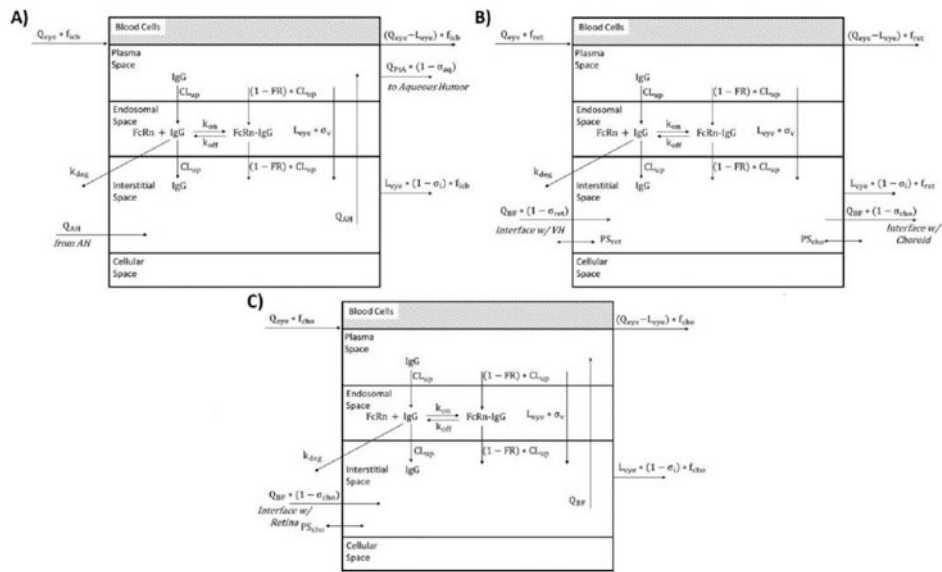 A)
Blood Cells
Q_eye * f_icb
(Q_eye−L_eye) * f_icb
Plasma Space
Q_PtA * (1 − σ_aq)
to Aqueous Humor
IgG
CL_up
(1 − FR) * CL_up
Endosomal Space
FcRn + IgG
k_on
k_off
FcRn-IgG
L_eye * σ_v
k_deg
CL_up
(1 − FR) * CL_up
Interstitial Space
IgG
L_eye * (1 − σ_i) * f_icb
Q_AH
Q_AH
from AH
Cellular Space
B)
Blood Cells
Q_eye * f_ret
(Q_eye−L_eye) * f_ret
Plasma Space
IgG
CL_up
(1 − FR) * CL_up
Endosomal Space
FcRn + IgG
k_on
k_off
FcRn-IgG
L_eye * σ_v
k_deg
CL_up
(1 − FR) * CL_up
Interstitial Space
IgG
L_eye * (1 − σ_i) * f_ret
Q_BF * (1 − σ_ret)
Interface w/ VH
PS_ret
Q_BF * (1 − σ_cho)
Interface w/ Choroid
PS_cho
Cellular Space
C)
Blood Cells
Q_eye * f_cho
(Q_eye−L_eye) * f_cho
Plasma Space
IgG
CL_up
(1 − FR) * CL_up
Endosomal Space
FcRn + IgG
k_on
k_off
FcRn-IgG
L_eye * σ_v
k_deg
CL_up
(1 − FR) * CL_up
Interstitial Space
IgG
L_eye * (1 − σ_i) * f_cho
Q_BF * (1 − σ_cho)
Interface w/ Retina
PS_cho
Q_BF
Cellular Space